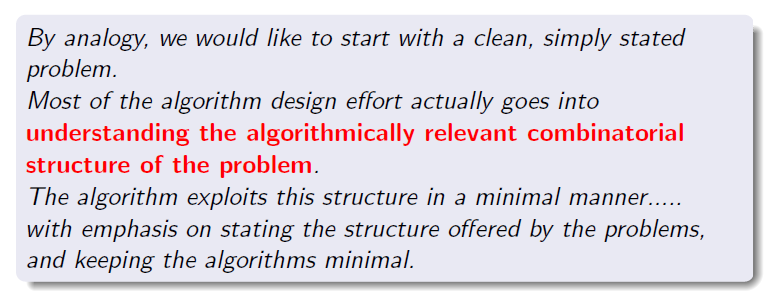 By analogy, we would like to start with a clean, simply stated
problem.
Most of the algorithm design effort actually goes into
understanding the algorithmically relevant combinatorial
structure of the problem.
The algorithm exploits this structure in a minimal manner.....
with emphasis on stating the structure offered by the problems,
and keeping the algorithms minimal.